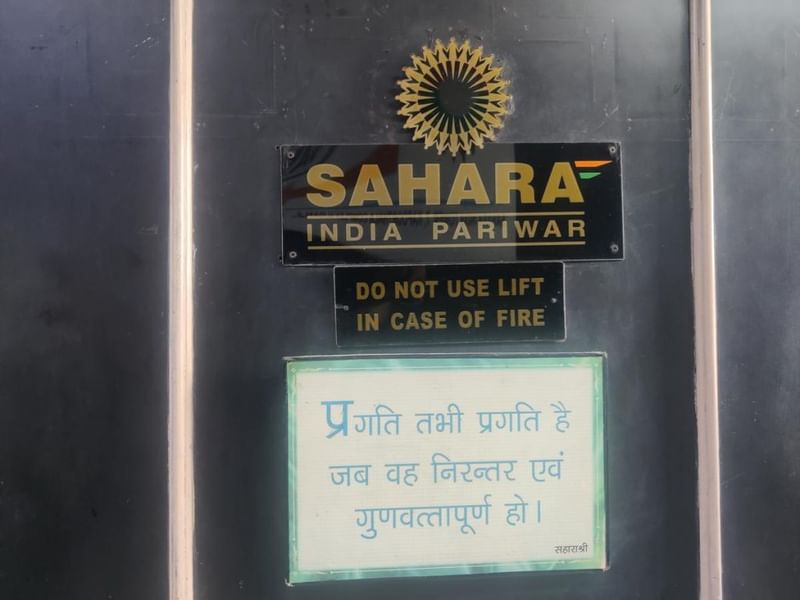 SAHARA
INDIA PARIWAR
DO NOT USE LIFT
IN CASE OF FIRE
प्रगति तभी प्रगति है
जब वह निरन्तर एवं
गुणवत्तापूर्ण हो।
सहाराश्री